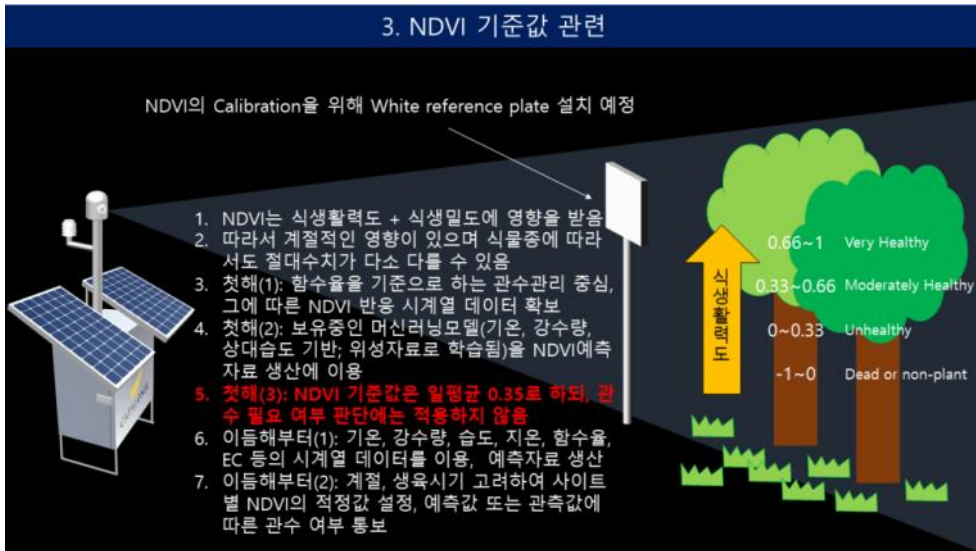 3. NDVI 기준값 관련
NDVI의 Calibration을 위해 White reference plate 설치 예정
1. NDVI는 식생활력도 + 식생밀도에 영향을 받음
2. 따라서 계절적인 영향이 있으며 식물종에 따라
서도 절대수치가 다소 다를 수 있음
3. 첫해(1): 함수율을 기준으로 하는 관수관리 중심,
그에 따른 NDVI 반응 시계열 데이터 확보
4. 첫해(2): 보유중인 머신러닝모델(기온, 강수량,
상대습도 기반; 위성자료로 학습됨)을 NDVI예측
자료 생산에 이용
5. 첫해(3): NDVI 기준값은 일평균 0.35로 하되, 관
수 필요 여부 판단에는 적용하지 않음
6. 이듬해부터(1): 기온, 강수량, 습도, 지온, 함수율,
EC 등의 시계열 데이터를 이용, 예측자료 생산
7. 이듬해부터(2): 계절, 생육시기 고려하여 사이트
별 NDVI의 적정값 설정, 예측값 또는 관측값에
따른 관수 여부 통보
식생활력도
0.66~1 Very Healthy
0.33~0.66 Moderately Healthy
0~0.33 Unhealthy
-1~0 Dead or non-plant